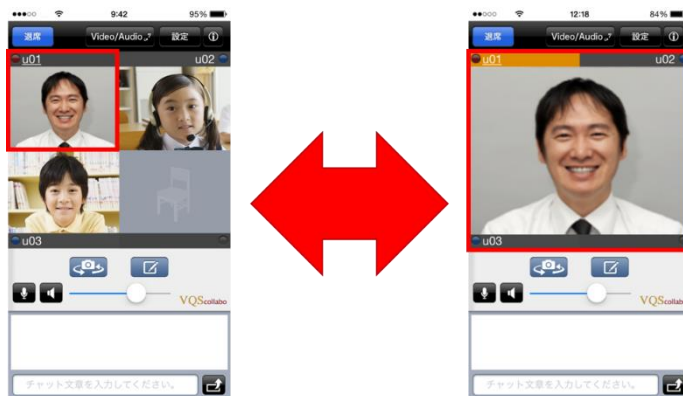 9:42 95%
退席 Video/Audio 設定
u01 u02
u03
VQScollabo
チャット文章を入力してください。
12:18 84%
退席 Video/Audio 設定
u01 u02
u03
VQScollabo
チャット文章を入力してください。